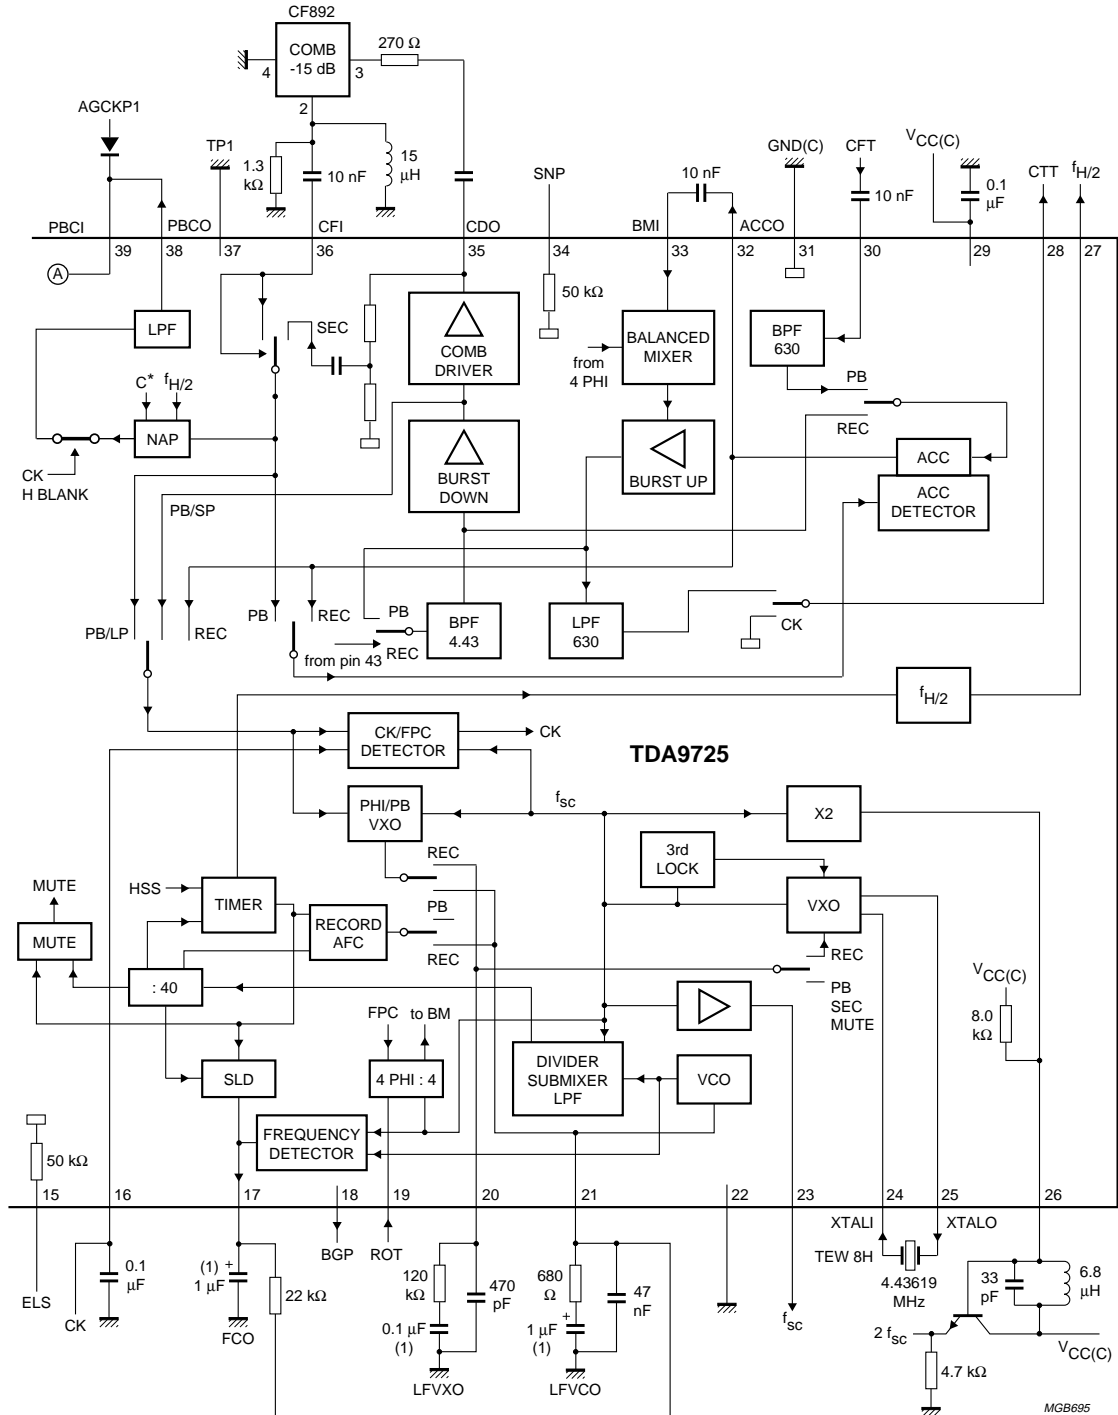 CF892
COMB
-15 dB
4
3
2
270 Ω
AGCKP1
TP1
1.3
kΩ
10 nF
15
μH
SNP
10 nF
GND(C)
CFT
10 nF
VCC(C)
0.1
μF
CTT
fH/2
PBCI
PBCO
CFI
CDO
BMI
ACCO
39
38
37
36
35
34
33
32
31
30
29
28
27
A
LPF
SEC
COMB
DRIVER
50 kΩ
BALANCED
MIXER
from
4 PHI
BPF
630
PB
REC
C*
fH/2
NAP
CK
H BLANK
PB/SP
BURST
DOWN
BURST UP
ACC
ACC
DETECTOR
PB/LP
REC
PB
REC
from pin 43
PB
REC
BPF
4.43
LPF
630
CK
fH/2
CK/FPC
DETECTOR
CK
TDA9725
PHI/PB
VXO
fsc
X2
REC
3rd
LOCK
VXO
MUTE
HSS
TIMER
MUTE
RECORD
AFC
PB
REC
REC
: 40
PB
SEC
MUTE
VCC(C)
8.0
kΩ
FPC
to BM
SLD
4 PHI : 4
DIVIDER
SUBMIXER
LPF
VCO
FREQUENCY
DETECTOR
50 kΩ
15
16
17
18
19
20
21
22
23
24
25
26
BGP
ROT
XTALI
XTALO
TEW 8H
4.43619
MHz
ELS
CK
0.1
μF
(1)
+
1 μF
FCO
22 kΩ
120
kΩ
0.1 μF
(1)
470
pF
LFVXO
680
Ω
+
1 μF
(1)
47
nF
LFVCO
fsc
33
pF
6.8
μH
2 fsc
VCC(C)
4.7 kΩ
MGB695